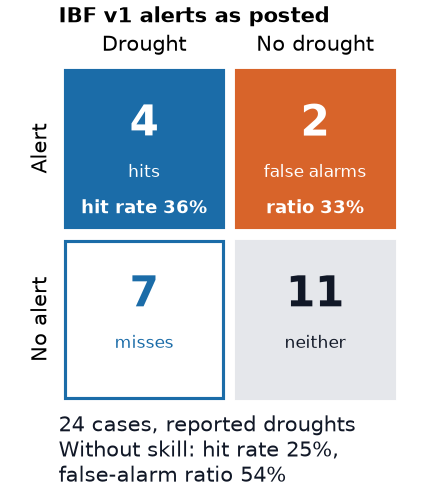 IBF v1 alerts as posted
Drought No drought
Alert
4 2
hits false alarms
hit rate 36% ratio 33%
No alert
7 11
misses neither
24 cases, reported droughts
Without skill: hit rate 25%,
false-alarm ratio 54%